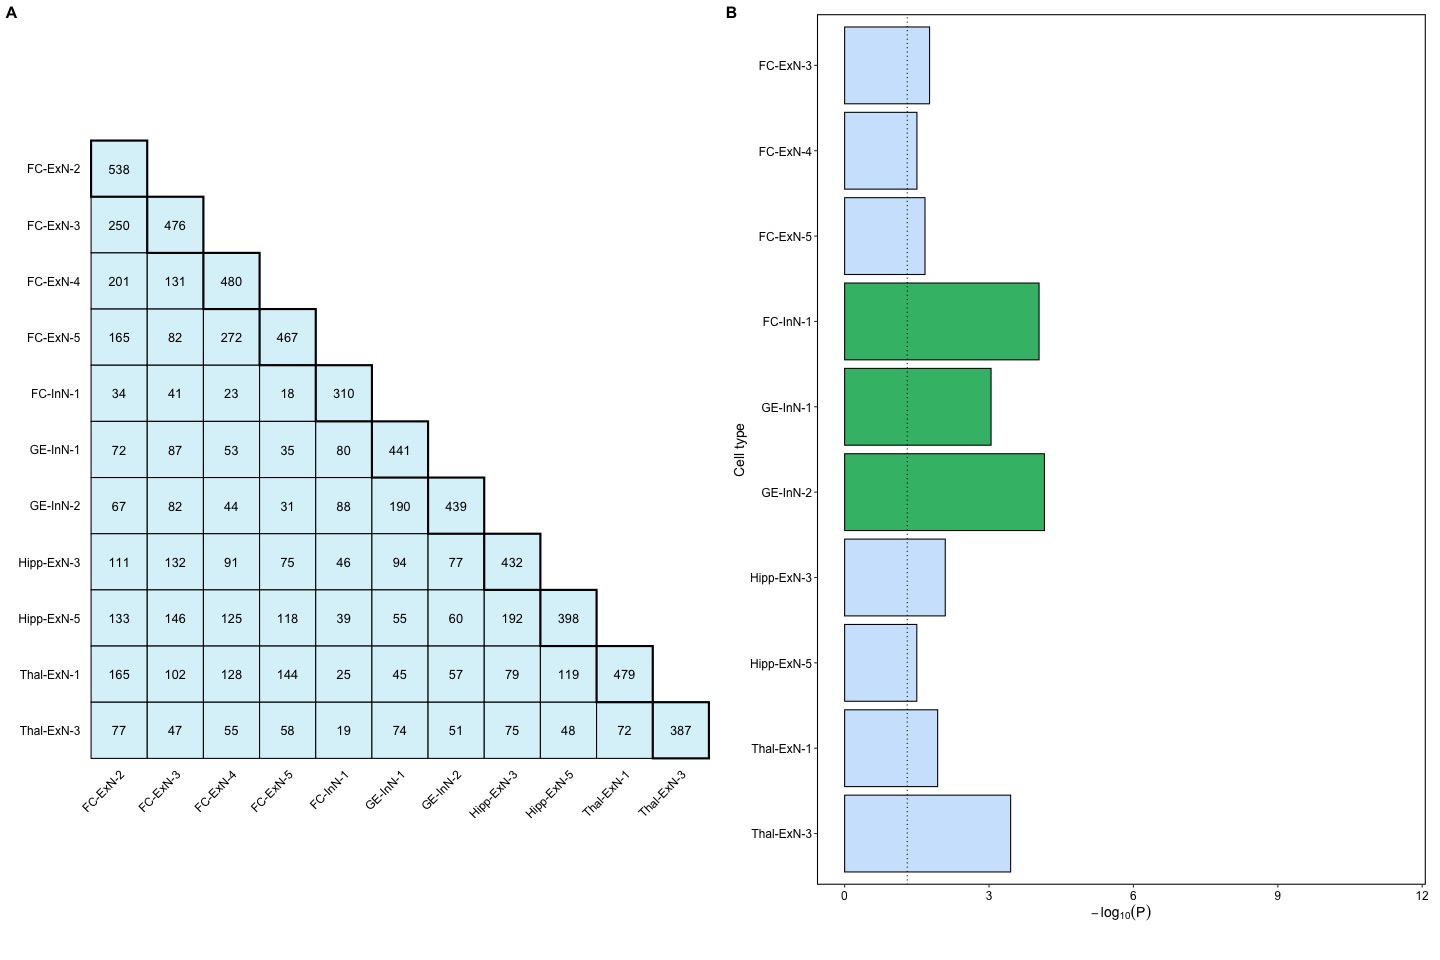 A
FC-ExN-2 538
FC-ExN-3 250 476
FC-ExN-4 201 131 480
FC-ExN-5 165 82 272 467
FC-InN-1 34 41 23 18 310
GE-InN-1 72 87 53 35 80 441
GE-InN-2 67 82 44 31 88 190 439
Hipp-ExN-3 111 132 91 75 46 94 77 432
Hipp-ExN-5 133 146 125 118 39 55 60 192 398
Thal-ExN-1 165 102 128 144 25 45 57 79 119 479
Thal-ExN-3 77 47 55 58 19 74 51 75 48 72 387
FC-ExN-2 FC-ExN-3 FC-ExN-4 FC-ExN-5 FC-InN-1 GE-InN-1 GE-InN-2 Hipp-ExN-3 Hipp-ExN-5 Thal-ExN-1 Thal-ExN-3
B
Cell type
FC-ExN-3
FC-ExN-4
FC-ExN-5
FC-InN-1
GE-InN-1
GE-InN-2
Hipp-ExN-3
Hipp-ExN-5
Thal-ExN-1
Thal-ExN-3
0 3 6 9 12
−log₁₀(P)